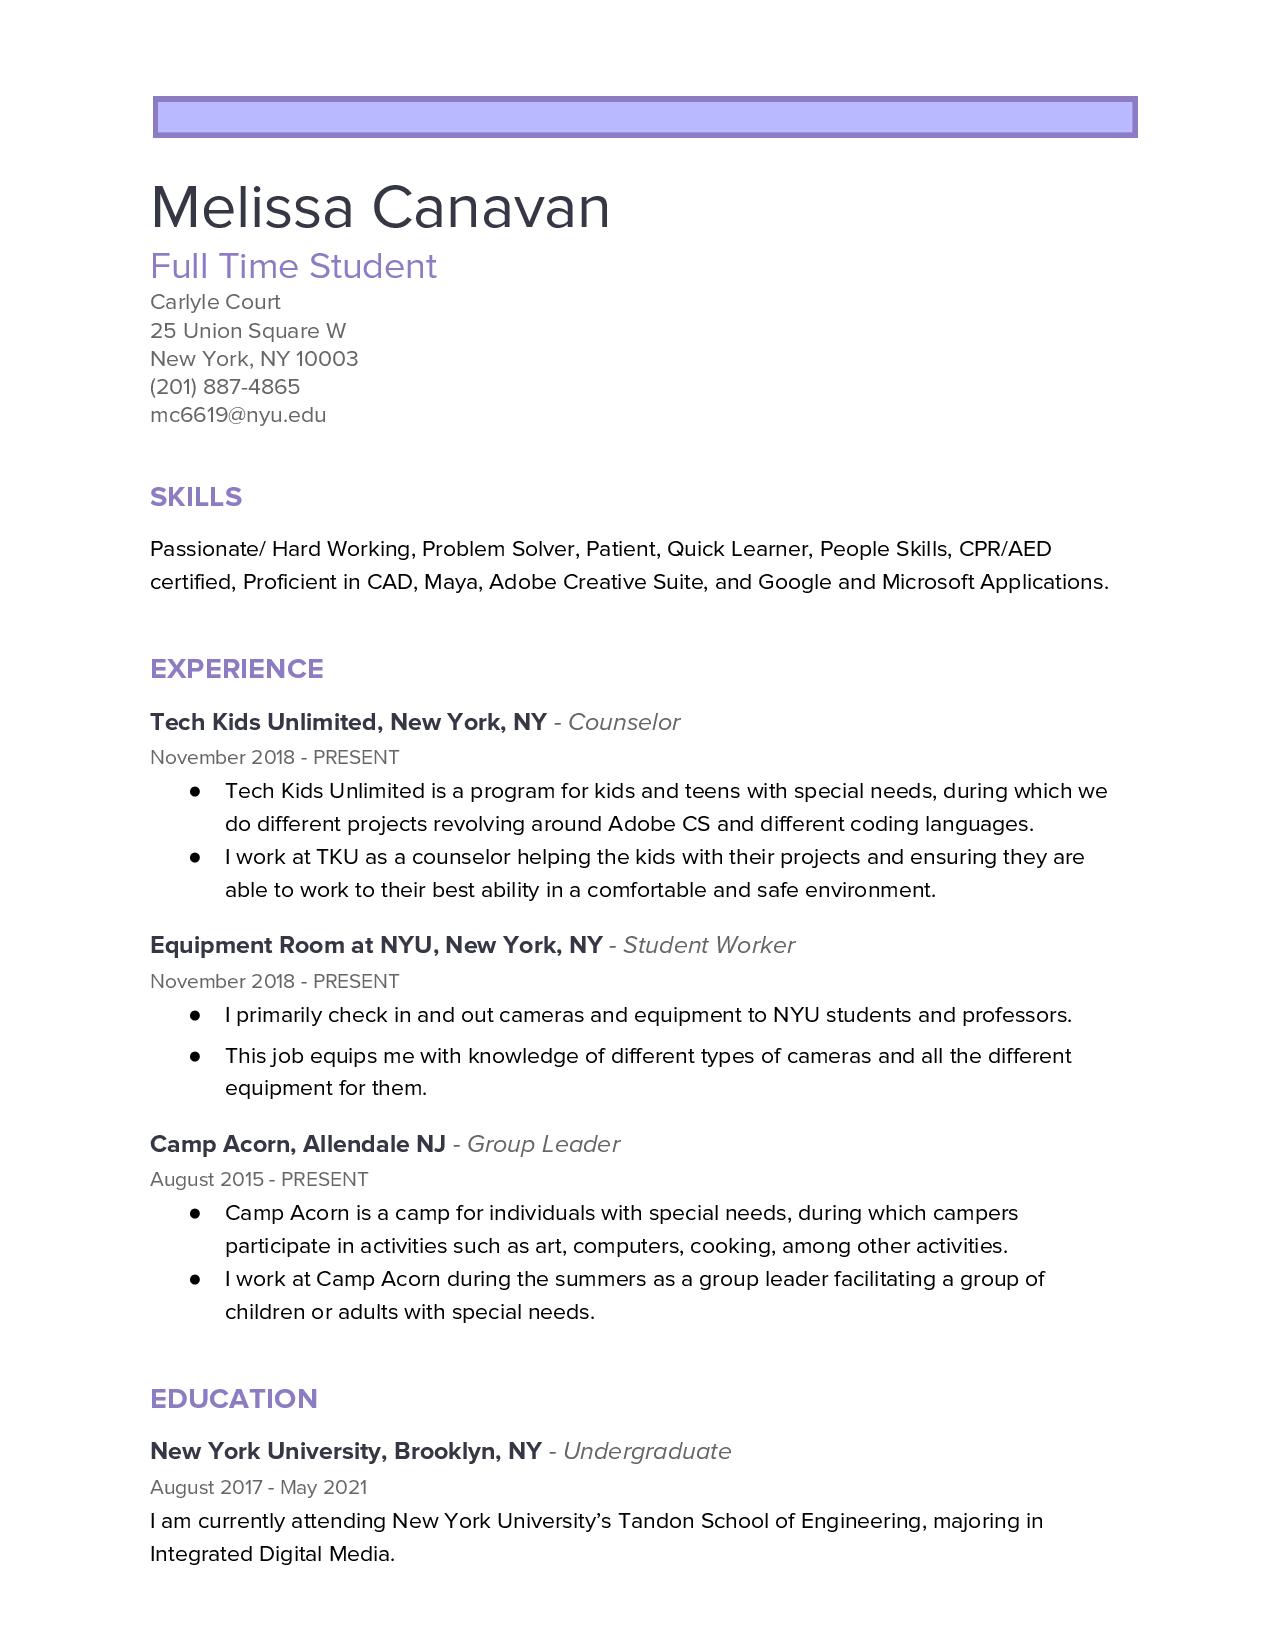 Melissa Canavan
Full Time Student
Carlyle Court
25 Union Square W
New York, NY 10003
(201) 887-4865
mc6619@nyu.edu
SKILLS
Passionate/ Hard Working, Problem Solver, Patient, Quick Learner, People Skills, CPR/AED
certified, Proficient in CAD, Maya, Adobe Creative Suite, and Google and Microsoft Applications.
EXPERIENCE
Tech Kids Unlimited, New York, NY - Counselor
November 2018 - PRESENT
● Tech Kids Unlimited is a program for kids and teens with special needs, during which we
do different projects revolving around Adobe CS and different coding languages.
● I work at TKU as a counselor helping the kids with their projects and ensuring they are
able to work to their best ability in a comfortable and safe environment.
Equipment Room at NYU, New York, NY - Student Worker
November 2018 - PRESENT
● I primarily check in and out cameras and equipment to NYU students and professors.
● This job equips me with knowledge of different types of cameras and all the different
equipment for them.
Camp Acorn, Allendale NJ - Group Leader
August 2015 - PRESENT
● Camp Acorn is a camp for individuals with special needs, during which campers
participate in activities such as art, computers, cooking, among other activities.
● I work at Camp Acorn during the summers as a group leader facilitating a group of
children or adults with special needs.
EDUCATION
New York University, Brooklyn, NY - Undergraduate
August 2017 - May 2021
I am currently attending New York University’s Tandon School of Engineering, majoring in
Integrated Digital Media.